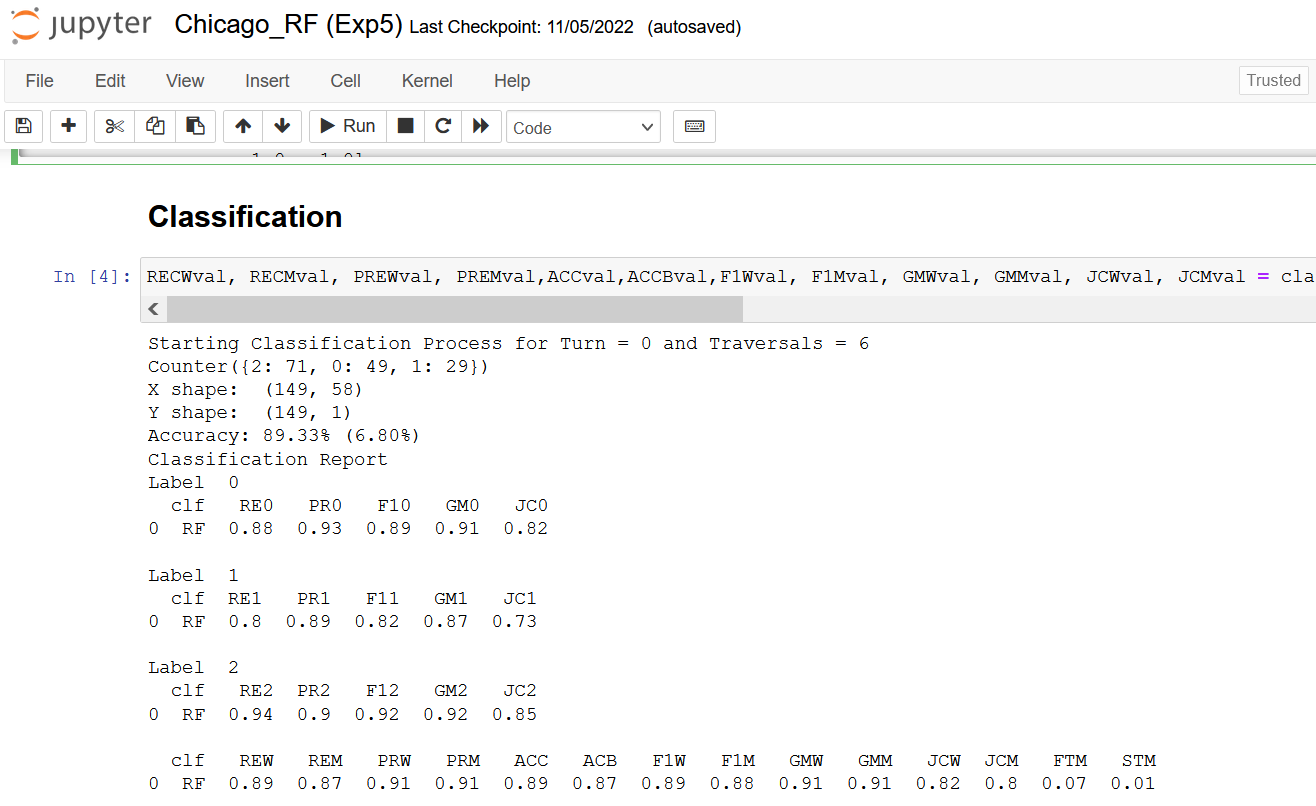 jupyter Chicago_RF (Exp5) Last Checkpoint: 11/05/2022 (autosaved)
File Edit View Insert Cell Kernel Help Trusted
Run Code
Classification
In [4]: RECWval, RECMval, PREWval, PREMval,ACCval,ACCBval,F1Wval, F1Mval, GMWval, GMMval, JCWval, JCMval = cla
Starting Classification Process for Turn = 0 and Traversals = 6
Counter({2: 71, 0: 49, 1: 29})
X shape:  (149, 58)
Y shape:  (149, 1)
Accuracy: 89.33% (6.80%)
Classification Report
Label  0
  clf   RE0   PR0   F10   GM0   JC0
0  RF  0.88  0.93  0.89  0.91  0.82
Label  1
  clf  RE1   PR1   F11   GM1   JC1
0  RF  0.8  0.89  0.82  0.87  0.73
Label  2
  clf   RE2  PR2   F12   GM2   JC2
0  RF  0.94  0.9  0.92  0.92  0.85
  clf   REW   REM   PRW   PRM   ACC   ACB   F1W   F1M   GMW   GMM   JCW  JCM   FTM   STM
0  RF  0.89  0.87  0.91  0.91  0.89  0.87  0.89  0.88  0.91  0.91  0.82  0.8  0.07  0.01